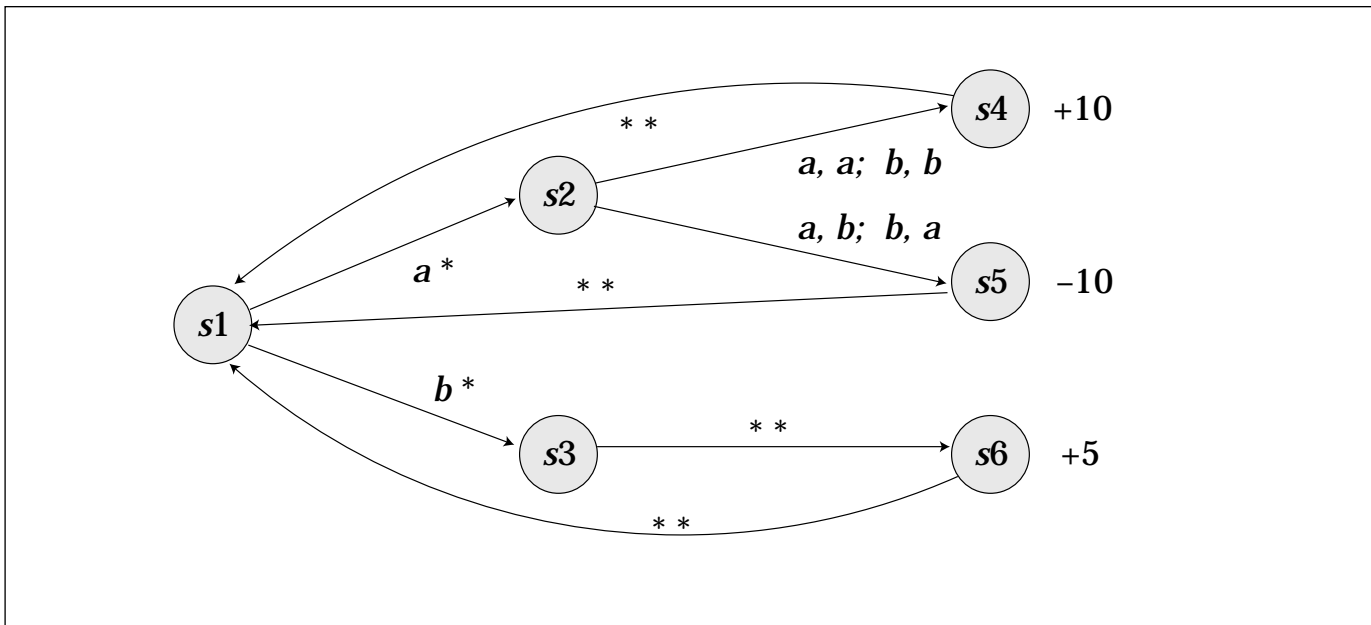 s4 +10
* *
s2
a, a; b, b
a, b; b, a
a *
* *
s5 −10
s1
b *
* *
s3
s6 +5
* *